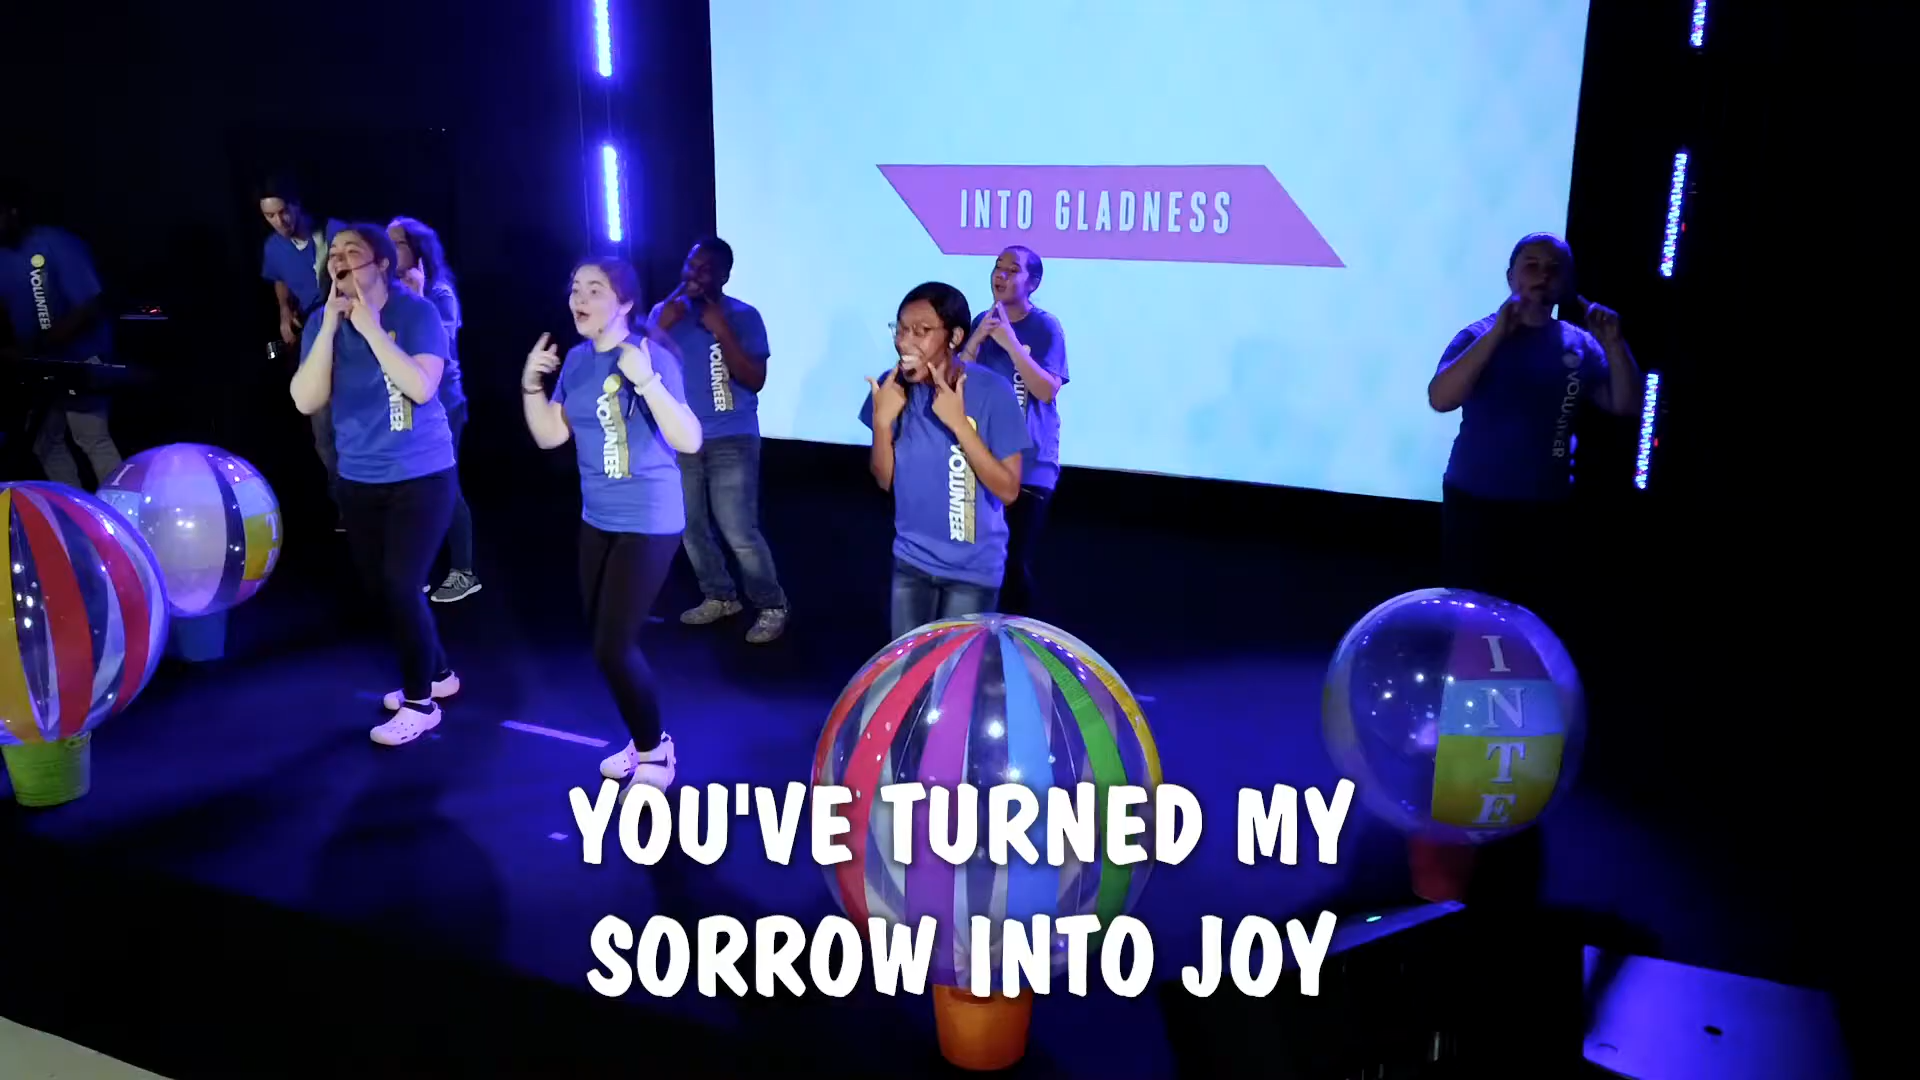 INTO GLADNESS
VOLUNTEER
VOLUNTEER
VOLUNTEER
VOLUNTEER
VOLUNTEER
I
N
T
E
YOU'VE TURNED MY
SORROW INTO JOY